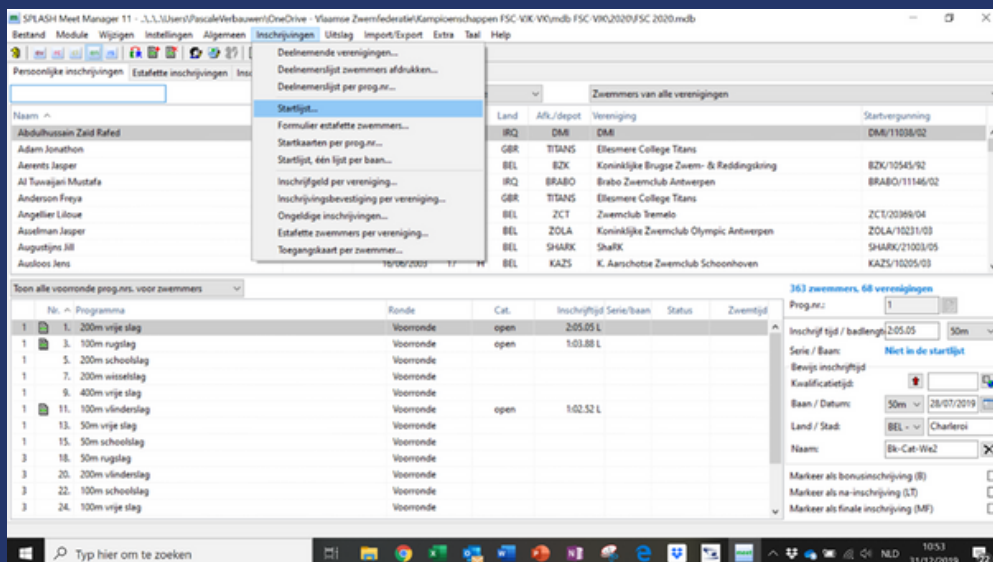 SPLASH Meet Manager 11 - ..\..\..\Users\PascaleVerbauwen\OneDrive - Vlaamse Zwemfederatie\Kampioenschappen FSC-VJK-VK\mdb FSC-VJK\2020\FSC 2020.mdb
Bestand Module Wijzigen Instellingen Algemeen Inschrijvingen Uitslag Import/Export Extra Taal Help
Persoonlijke inschrijvingen Estafette inschrijvingen
Deelnemende verenigingen...
Deelnemerslijst zwemmers afdrukken...
Deelnemerslijst per prog.nr...
Startlijst...
Formulier estafette zwemmers...
Startkaarten per prog.nr...
Startlijst, één lijst per baan...
Inschrijfgeld per vereniging...
Inschrijvingsbevestiging per vereniging...
Ongeldige inschrijvingen...
Estafette zwemmers per vereniging...
Toegangskaart per zwemmer...
Zwemmers van alle verenigingen
Naam Land Afk./depot Vereniging Startvergunning
Abdulhussain Zaid Rafed IRQ DMI DMI DMI/11038/02
Adam Jonathon GBR TITANS Ellesmere College Titans
Aerents Jasper BEL BZK Koninklijke Brugse Zwem- & Reddingskring BZK/10545/92
Al Tuwaijari Mustafa IRQ BRABO Brabo Zwemclub Antwerpen BRABO/11146/02
Anderson Freya GBR TITANS Ellesmere College Titans
Angellier Liloue BEL ZCT Zwemclub Tremelo ZCT/20369/04
Asselman Jasper BEL ZOLA Koninklijke Zwemclub Olympic Antwerpen ZOLA/10231/03
Augustijns Jill BEL SHARK ShaRK SHARK/21003/05
Ausloos Jens 16/06/2003 17 H BEL KAZS K. Aarschotse Zwemclub Schoonhoven KAZS/10205/03
Toon alle voorronde prog.nrs. voor zwemmers
Nr. Programma Ronde Cat. Inschrijftijd Serie/baan Status Zwemtijd
1 1. 200m vrije slag Voorronde open 2:05.05 L
1 3. 100m rugslag Voorronde open 1:03.88 L
1 5. 200m schoolslag Voorronde
1 7. 200m wisselslag Voorronde
1 9. 400m vrije slag Voorronde
1 11. 100m vlinderslag Voorronde open 1:02.52 L
1 13. 50m vrije slag Voorronde
1 15. 50m schoolslag Voorronde
3 18. 50m rugslag Voorronde
3 20. 200m vlinderslag Voorronde
3 22. 100m schoolslag Voorronde
3 24. 100m vrije slag Voorronde
363 zwemmers, 68 verenigingen
Prog.nr.: 1
Inschrijf tijd / badlengt 2:05.05 50m
Serie / Baan: Niet in de startlijst
Bewijs inschrijftijd
Kwalificatietijd:
Baan / Datum: 50m 28/07/2019
Land / Stad: BEL - Charleroi
Naam: Bk-Cat-We2
Markeer als bonusinschrijving (B)
Markeer als na-inschrijving (LT)
Markeer als finale inschrijving (MF)
Typ hier om te zoeken
NLD
10:53
31/12/2019
22